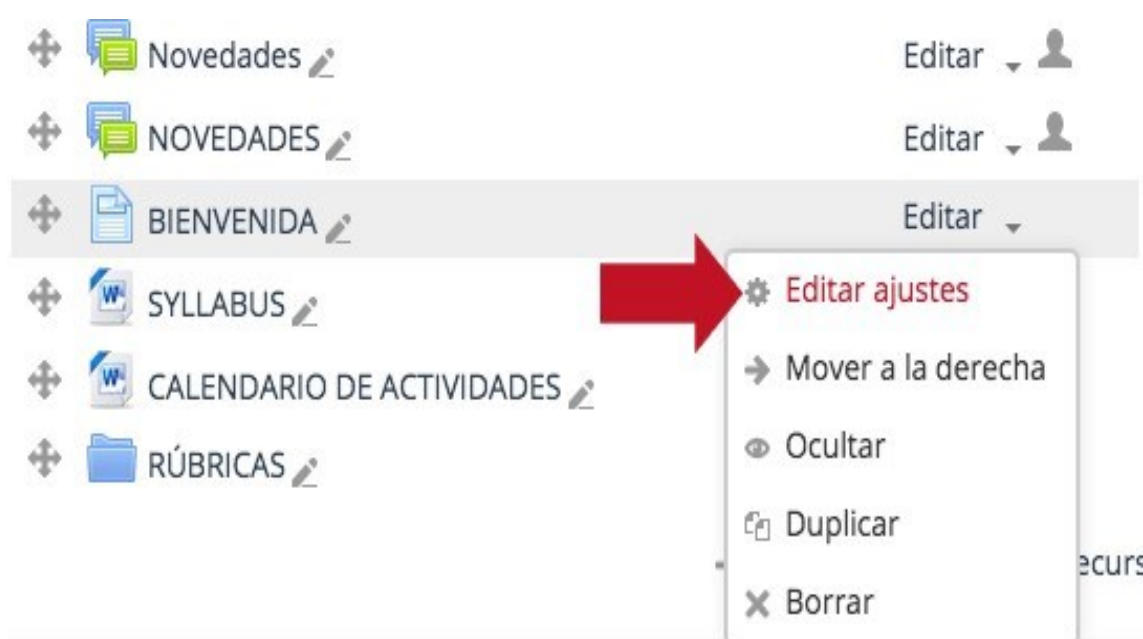 Novedades Editar
NOVEDADES Editar
BIENVENIDA Editar
SYLLABUS
Editar ajustes
CALENDARIO DE ACTIVIDADES
Mover a la derecha
RÚBRICAS
Ocultar
Duplicar
Borrar